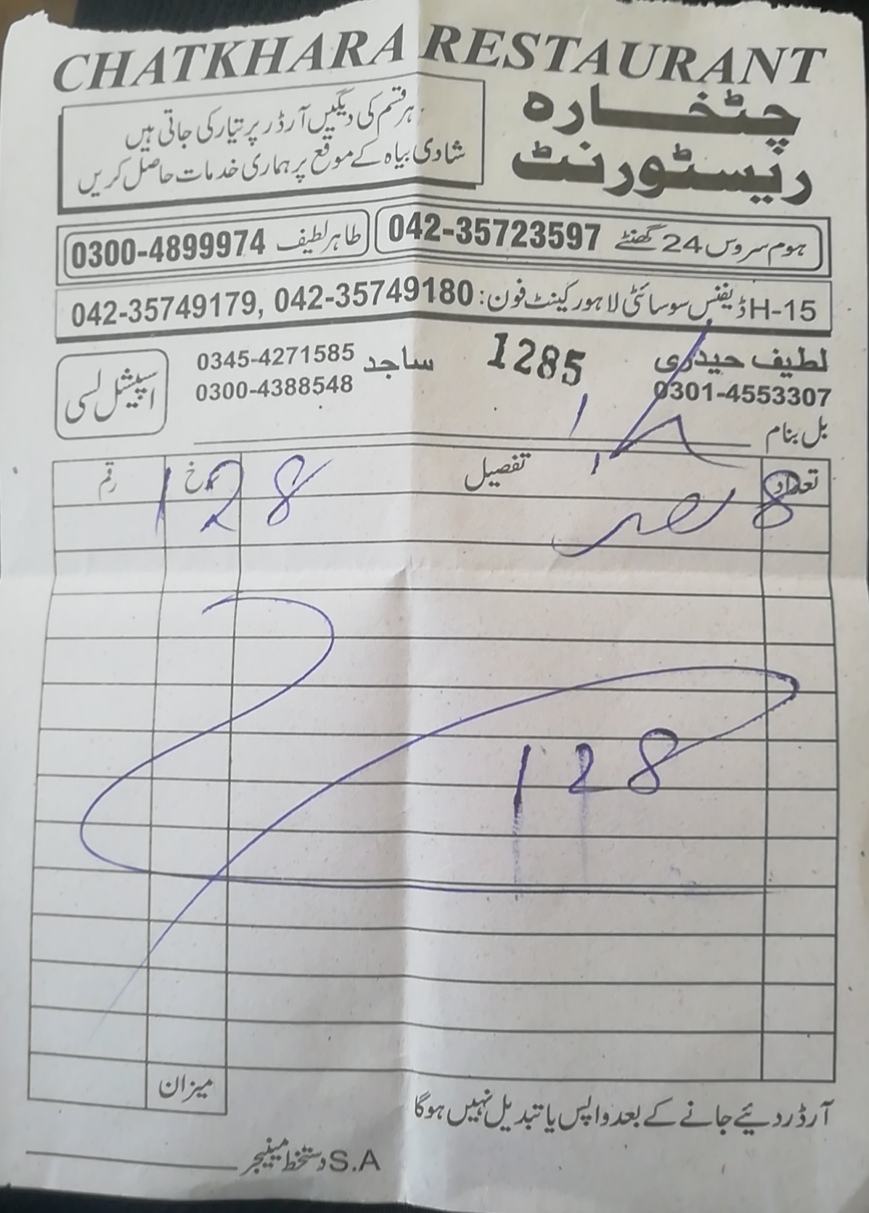 CHATKHARA RESTAURANT
چٹخارہ
ریسٹورنٹ
ہر قسم کی دیگیں آرڈر پر تیار کی جاتی ہیں
شادی بیاہ کے موقع پر ہماری خدمات حاصل کریں
ہوم سروس 24 گھنٹے 042-35723597
طاہر لطیف 0300-4899974
H-15 ڈیفنس سوسائٹی لاہور کینٹ فون: 042-35749180, 042-35749179
لطیف حیدری 1285 ساجد 0345-4271585
0301-4553307 0300-4388548
اسپیشل لسی
بل بنام
تعداد تفصیل نرخ رقم
8 128
128
میزان
آرڈر دیئے جانے کے بعد واپس یا تبدیل نہیں ہوگا
S.A دستخط مینیجر